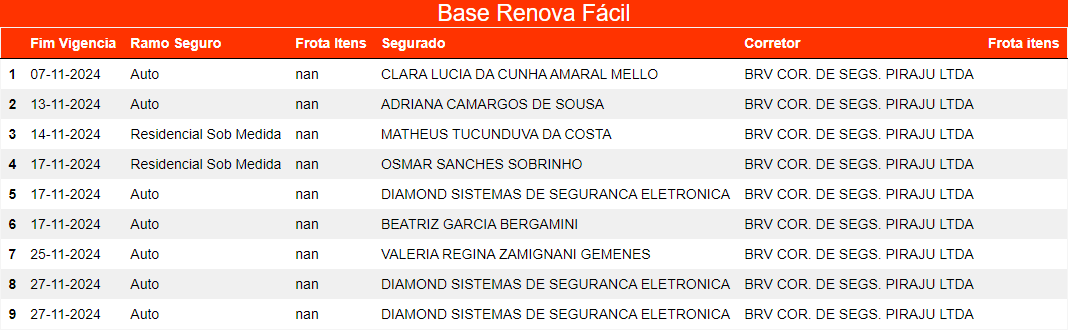 Base Renova Fácil
Fim Vigencia Ramo Seguro Frota Itens Segurado Corretor Frota itens
1 07-11-2024 Auto nan CLARA LUCIA DA CUNHA AMARAL MELLO BRV COR. DE SEGS. PIRAJU LTDA
2 13-11-2024 Auto nan ADRIANA CAMARGOS DE SOUSA BRV COR. DE SEGS. PIRAJU LTDA
3 14-11-2024 Residencial Sob Medida nan MATHEUS TUCUNDUVA DA COSTA BRV COR. DE SEGS. PIRAJU LTDA
4 17-11-2024 Residencial Sob Medida nan OSMAR SANCHES SOBRINHO BRV COR. DE SEGS. PIRAJU LTDA
5 17-11-2024 Auto nan DIAMOND SISTEMAS DE SEGURANCA ELETRONICA BRV COR. DE SEGS. PIRAJU LTDA
6 17-11-2024 Auto nan BEATRIZ GARCIA BERGAMINI BRV COR. DE SEGS. PIRAJU LTDA
7 25-11-2024 Auto nan VALERIA REGINA ZAMIGNANI GEMENES BRV COR. DE SEGS. PIRAJU LTDA
8 27-11-2024 Auto nan DIAMOND SISTEMAS DE SEGURANCA ELETRONICA BRV COR. DE SEGS. PIRAJU LTDA
9 27-11-2024 Auto nan DIAMOND SISTEMAS DE SEGURANCA ELETRONICA BRV COR. DE SEGS. PIRAJU LTDA